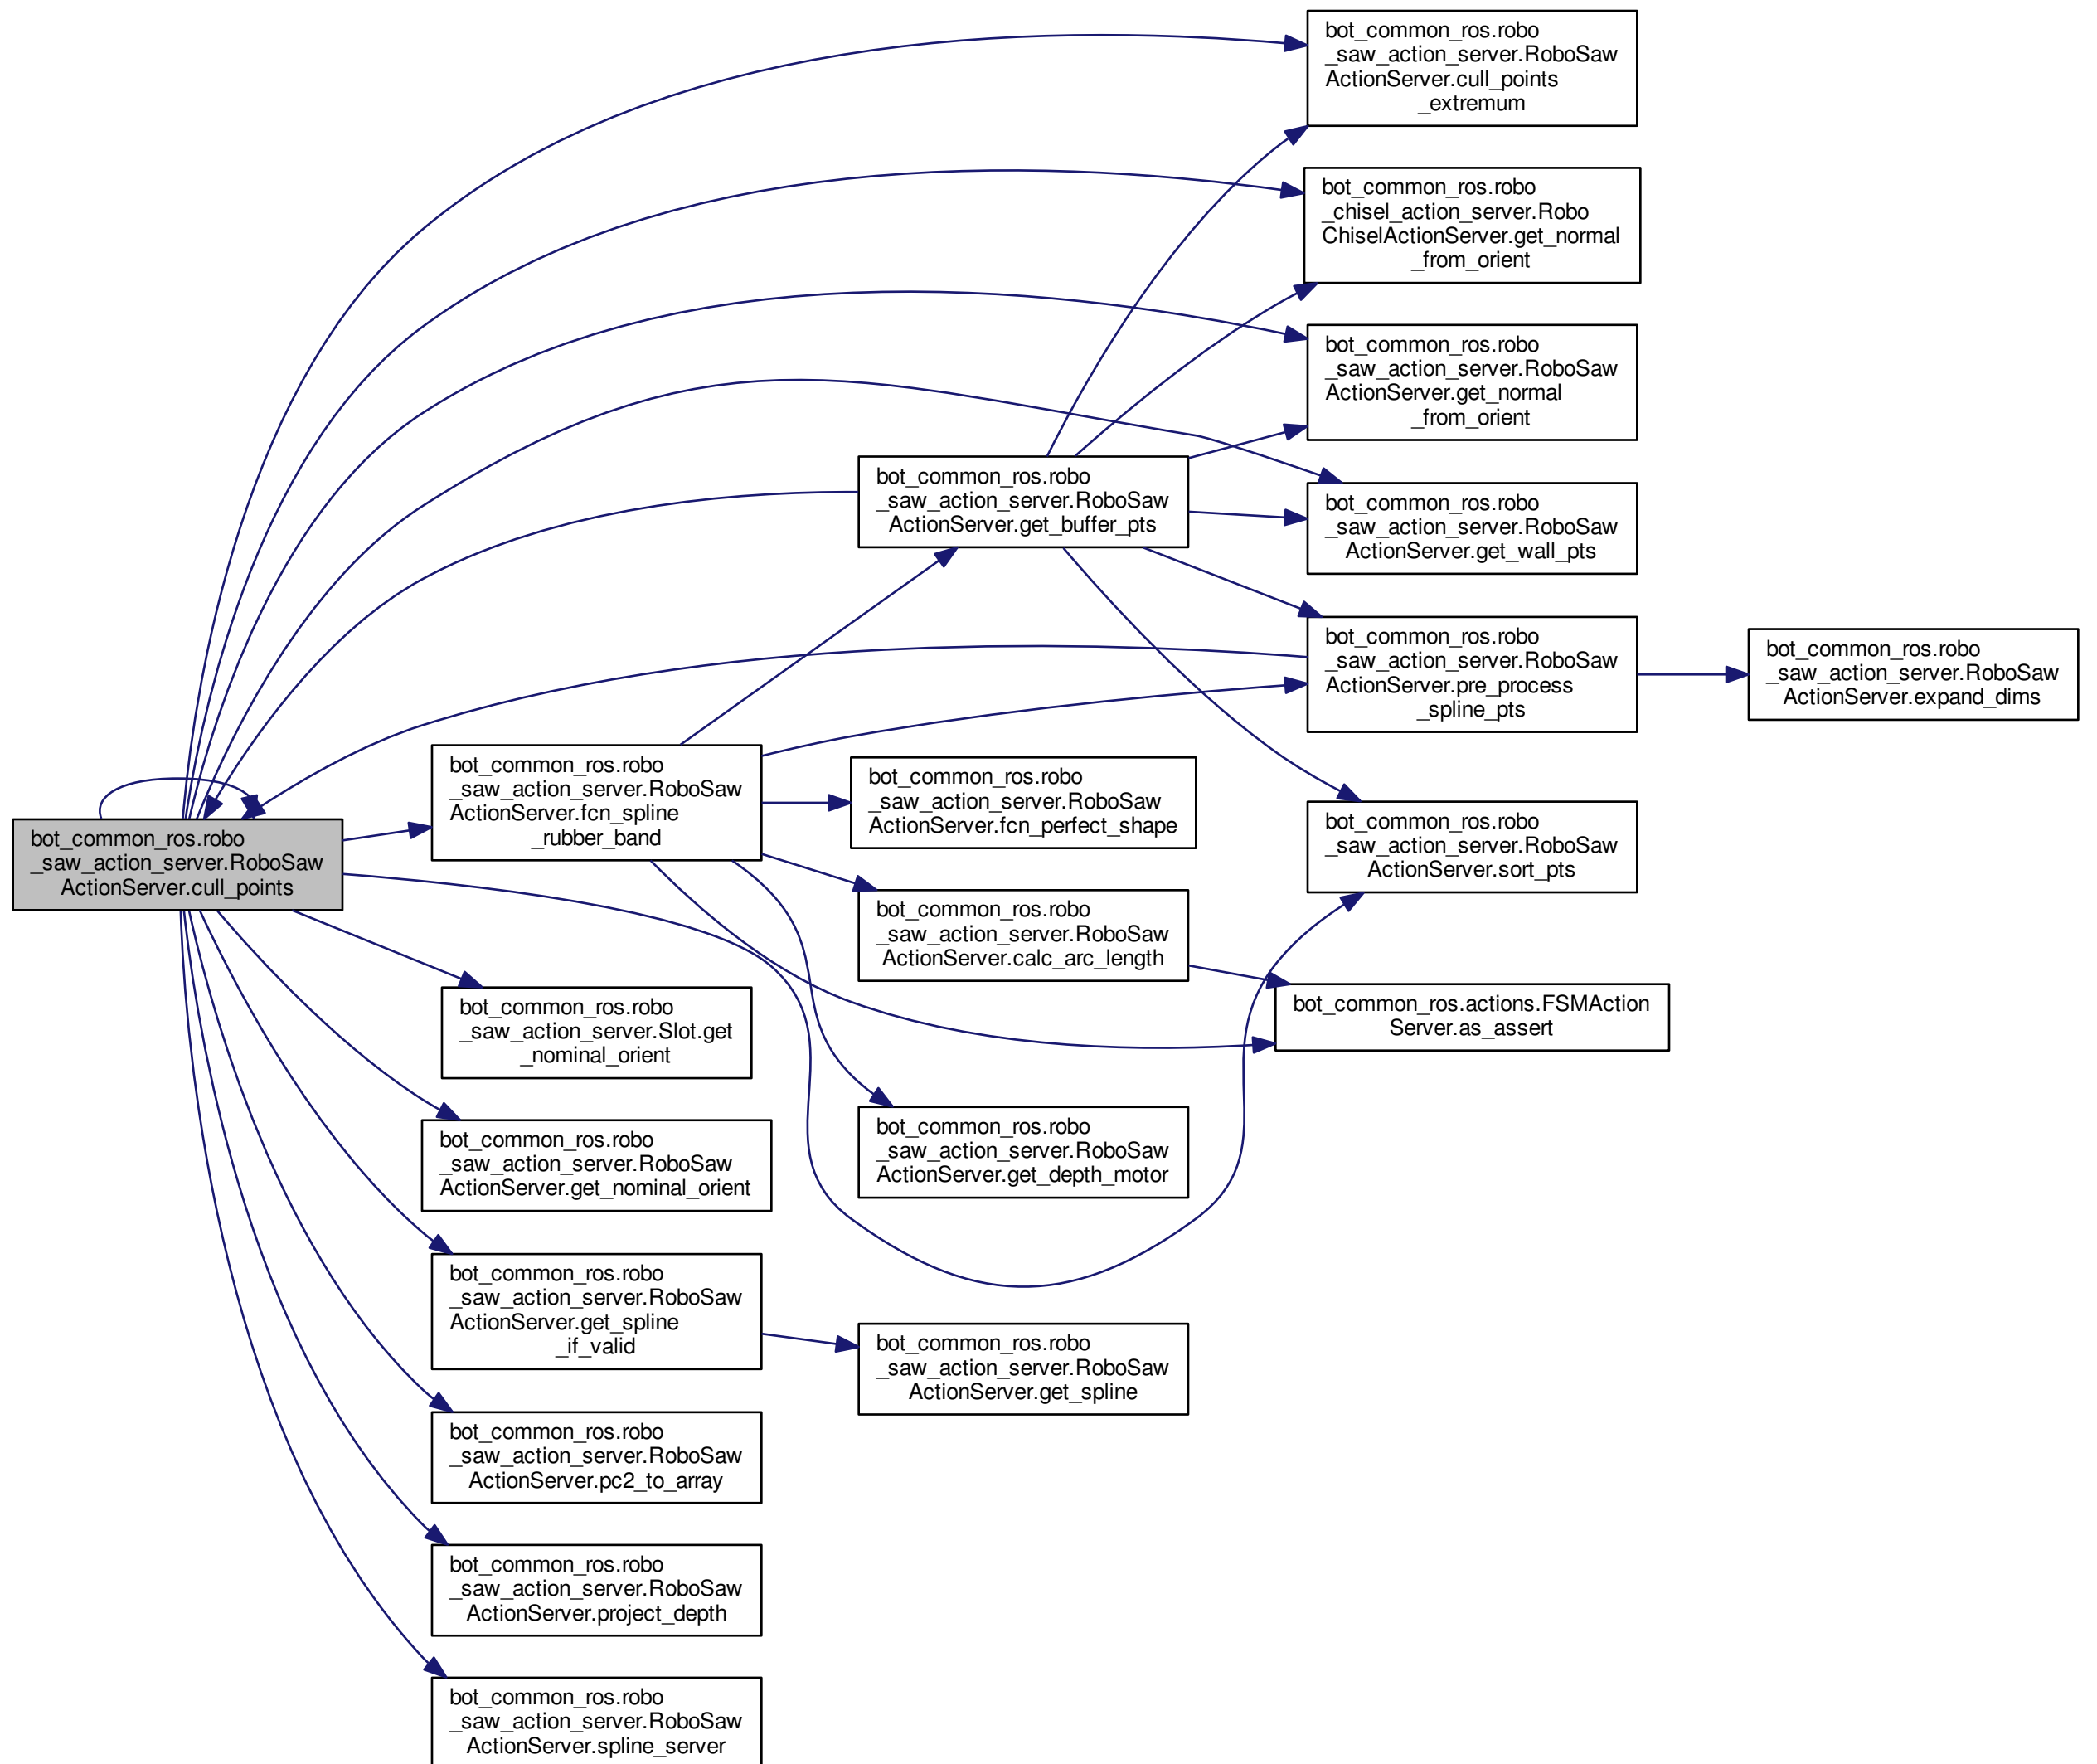 bot_common_ros.robo
_saw_action_server.RoboSaw
ActionServer.cull_points
_extremum
bot_common_ros.robo
_chisel_action_server.Robo
ChiselActionServer.get_normal
_from_orient
bot_common_ros.robo
_saw_action_server.RoboSaw
ActionServer.get_normal
_from_orient
bot_common_ros.robo
_saw_action_server.RoboSaw
ActionServer.get_buffer_pts
bot_common_ros.robo
_saw_action_server.RoboSaw
ActionServer.get_wall_pts
bot_common_ros.robo
_saw_action_server.RoboSaw
ActionServer.pre_process
_spline_pts
bot_common_ros.robo
_saw_action_server.RoboSaw
ActionServer.expand_dims
bot_common_ros.robo
_saw_action_server.RoboSaw
ActionServer.fcn_spline
_rubber_band
bot_common_ros.robo
_saw_action_server.RoboSaw
ActionServer.fcn_perfect_shape
bot_common_ros.robo
_saw_action_server.RoboSaw
ActionServer.sort_pts
bot_common_ros.robo
_saw_action_server.RoboSaw
ActionServer.cull_points
bot_common_ros.robo
_saw_action_server.RoboSaw
ActionServer.calc_arc_length
bot_common_ros.actions.FSMAction
Server.as_assert
bot_common_ros.robo
_saw_action_server.Slot.get
_nominal_orient
bot_common_ros.robo
_saw_action_server.RoboSaw
ActionServer.get_depth_motor
bot_common_ros.robo
_saw_action_server.RoboSaw
ActionServer.get_nominal_orient
bot_common_ros.robo
_saw_action_server.RoboSaw
ActionServer.get_spline
_if_valid
bot_common_ros.robo
_saw_action_server.RoboSaw
ActionServer.get_spline
bot_common_ros.robo
_saw_action_server.RoboSaw
ActionServer.pc2_to_array
bot_common_ros.robo
_saw_action_server.RoboSaw
ActionServer.project_depth
bot_common_ros.robo
_saw_action_server.RoboSaw
ActionServer.spline_server